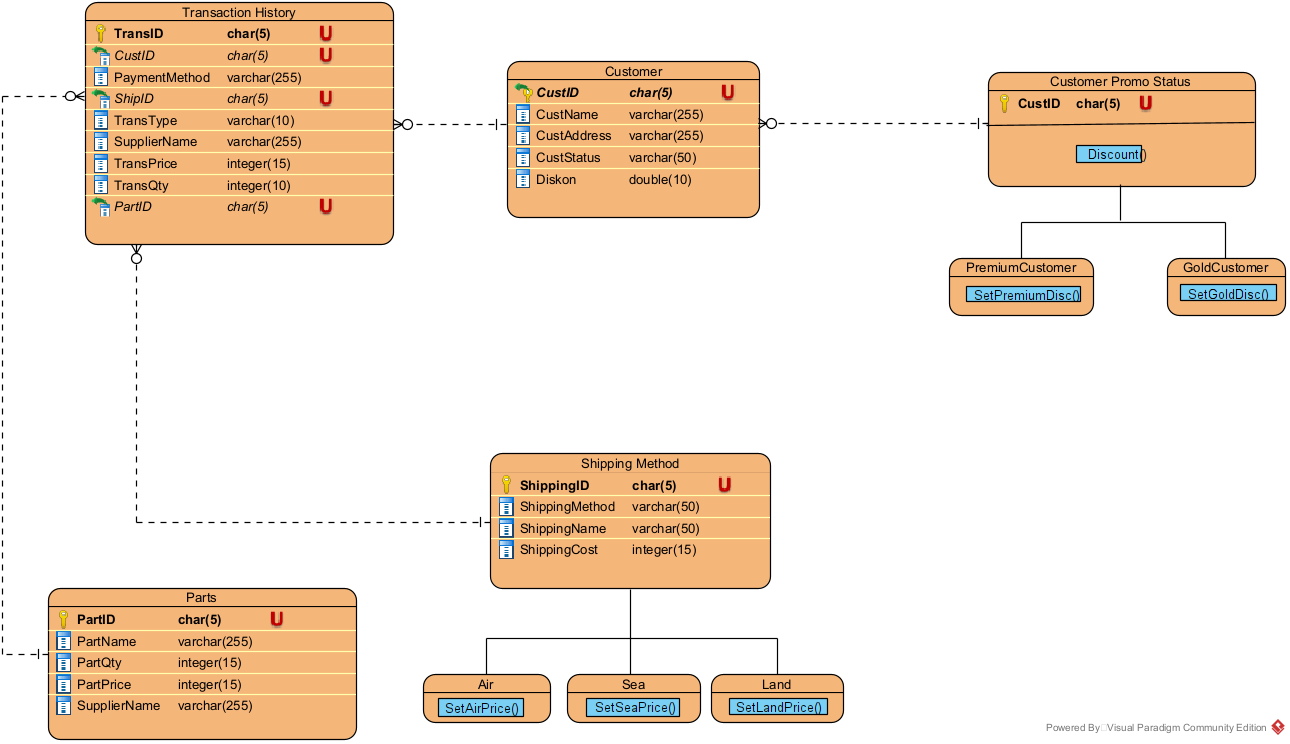 Transaction History
TransID char(5) U
CustID char(5) U
PaymentMethod varchar(255)
ShipID char(5) U
TransType varchar(10)
SupplierName varchar(255)
TransPrice integer(15)
TransQty integer(10)
PartID char(5) U
Customer
CustID char(5) U
CustName varchar(255)
CustAddress varchar(255)
CustStatus varchar(50)
Diskon double(10)
Customer Promo Status
CustID char(5) U
Discount()
PremiumCustomer
SetPremiumDisc()
GoldCustomer
SetGoldDisc()
Shipping Method
ShippingID char(5) U
ShippingMethod varchar(50)
ShippingName varchar(50)
ShippingCost integer(15)
Air
SetAirPrice()
Sea
SetSeaPrice()
Land
SetLandPrice()
Parts
PartID char(5) U
PartName varchar(255)
PartQty integer(15)
PartPrice integer(15)
SupplierName varchar(255)
Powered By Visual Paradigm Community Edition